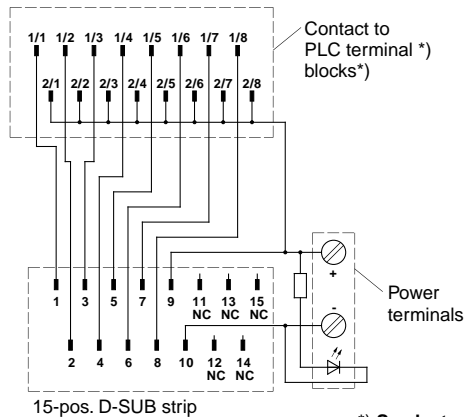 Contact to
PLC terminal *)
blocks*)
1/1 1/2 1/3 1/4 1/5 1/6 1/7 1/8
2/1 2/2 2/3 2/4 2/5 2/6 2/7 2/8
+
-
Power
terminals
1 3 5 7 9 11 13 15
NC NC NC
2 4 6 8 10 12 14
NC NC
15-pos. D-SUB strip